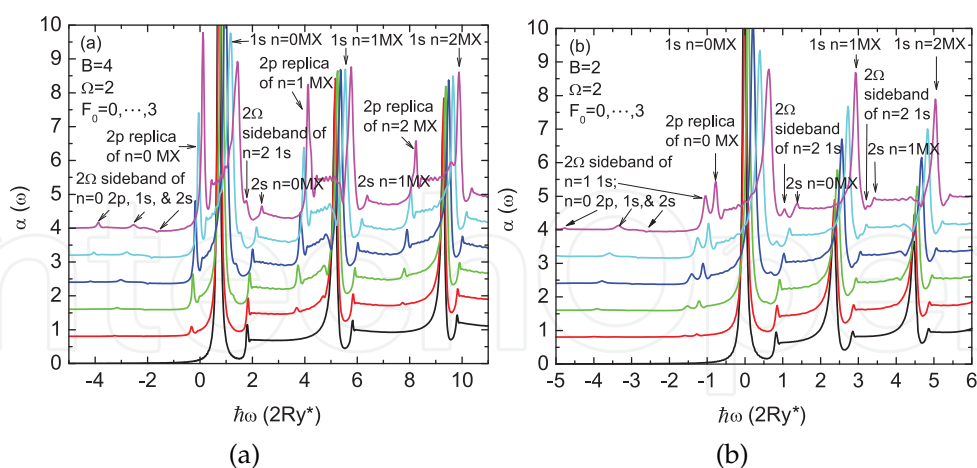 10
9
8
7
6
5
4
3
2
1
0
α (ω)
(a)
B=4
Ω=2
F0=0,⋯,3
1s n=0MX
1s n=1MX
1s n=2MX
2p replica
of n=1 MX
2p replica
of n=0 MX
2Ω
sideband of
n=2 1s
2p replica
of n=2 MX
2Ω sideband of
n=0 2p, 1s, & 2s
2s n=0MX
2s n=1MX
-4 -2 0 2 4 6 8 10
ħω (2Ry*)
(a)
10
9
8
7
6
5
4
3
2
1
0
α (ω)
(b)
B=2
Ω=2
F0=0,⋯,3
1s n=0MX
1s n=1MX
1s n=2MX
2Ω
sideband
of n=2 1s
2p replica
of n=0 MX
2Ω
sideband
of n=2 1s
2Ω sideband of
n=1 1s;
n=0 2p, 1s,& 2s
2s n=0MX
2s n=1MX
-5 -4 -3 -2 -1 0 1 2 3 4 5 6
ħω (2Ry*)
(b)